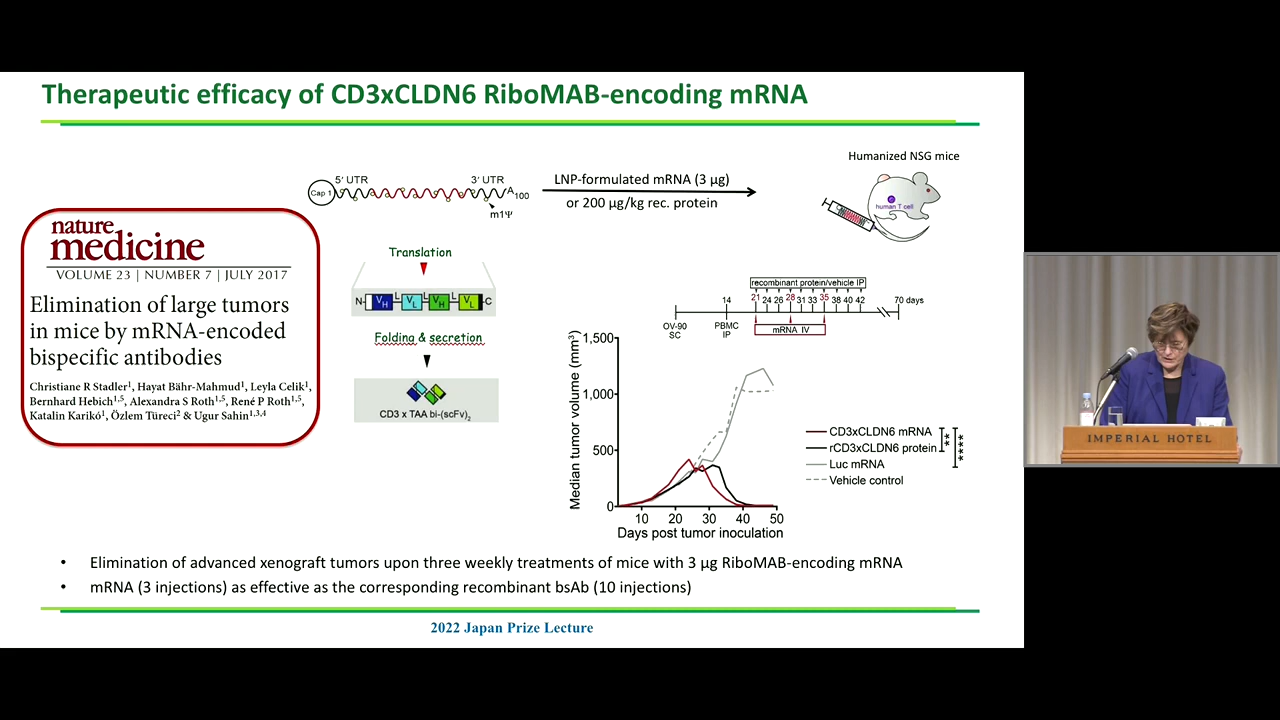 Therapeutic efficacy of CD3xCLDN6 RiboMAB-encoding mRNA
Humanized NSG mice
5′ UTR
3′ UTR
Cap 1
A100
m1Ψ
LNP-formulated mRNA (3 µg)
or 200 µg/kg rec. protein
human T cell
nature
medicine
VOLUME 23 | NUMBER 7 | JULY 2017
Elimination of large tumors
in mice by mRNA-encoded
bispecific antibodies
Christiane R Stadler1, Hayat Bähr-Mahmud1, Leyla Celik1,
Bernhard Hebich1,5, Alexandra S Roth1,5, René P Roth1,5,
Katalin Karikó1, Özlem Türeci2 & Ugur Sahin1,3,4
Translation
N VH L VL L VH L VL C
Folding & secretion
CD3 x TAA bi-(scFv)2
recombinant protein/vehicle IP
14 21 24 26 28 31 33 35 38 40 42 70 days
OV-90
SC
PBMC
IP
mRNA IV
Median tumor volume (mm3)
1,500
1,000
500
0
10 20 30 40 50
Days post tumor inoculation
CD3xCLDN6 mRNA
rCD3xCLDN6 protein
Luc mRNA
Vehicle control
**
****
• Elimination of advanced xenograft tumors upon three weekly treatments of mice with 3 µg RiboMAB-encoding mRNA
• mRNA (3 injections) as effective as the corresponding recombinant bsAb (10 injections)
2022 Japan Prize Lecture
IMPERIAL HOTEL